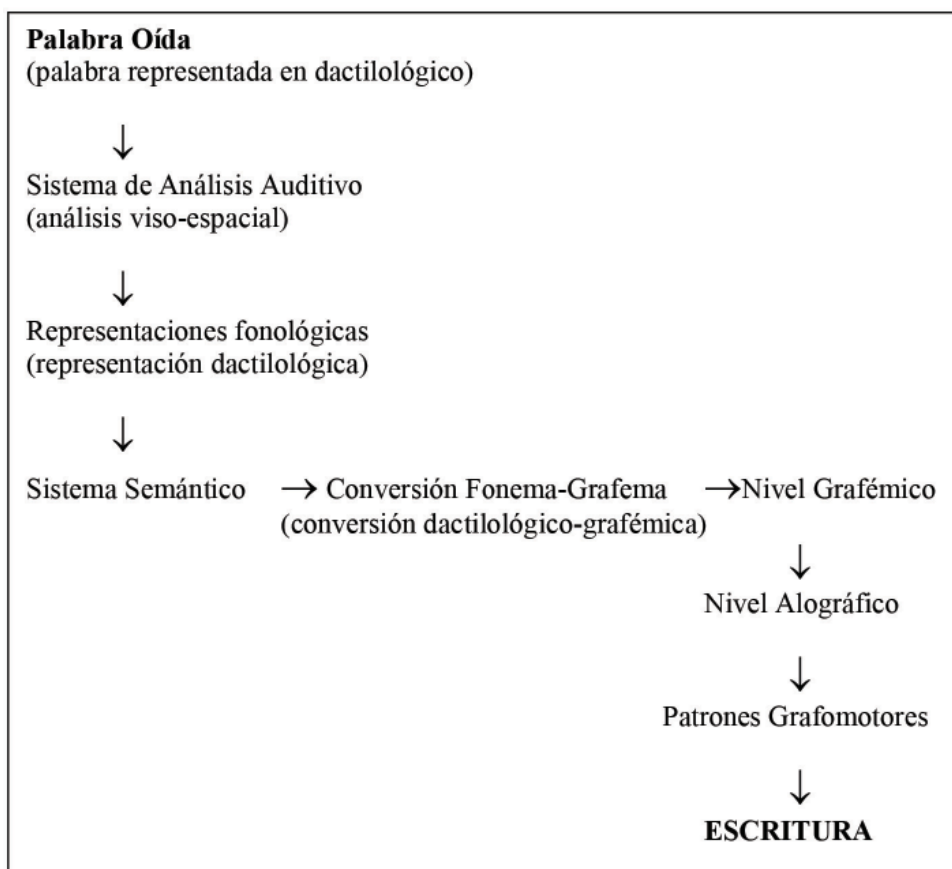 Palabra Oída
(palabra representada en dactilológico)
↓
Sistema de Análisis Auditivo
(análisis viso-espacial)
↓
Representaciones fonológicas
(representación dactilológica)
↓
Sistema Semántico → Conversión Fonema-Grafema →Nivel Grafémico
(conversión dactilológico-grafémica)
↓
Nivel Alográfico
↓
Patrones Grafomotores
↓
ESCRITURA